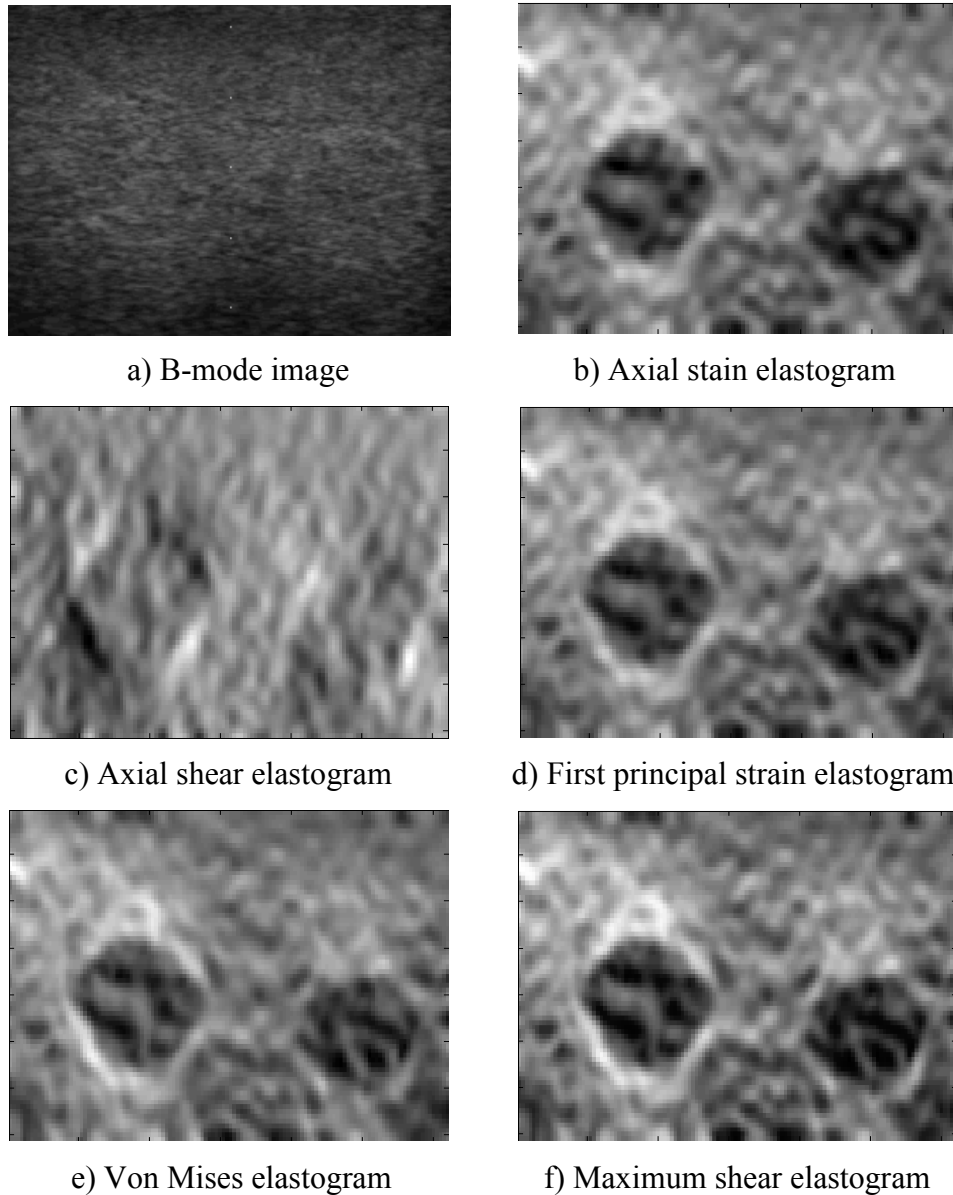 a) B-mode image
b) Axial stain elastogram
c) Axial shear elastogram
d) First principal strain elastogram
e) Von Mises elastogram
f) Maximum shear elastogram